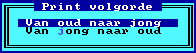 Print volgorde
Van oud naar jong
Van jong naar oud